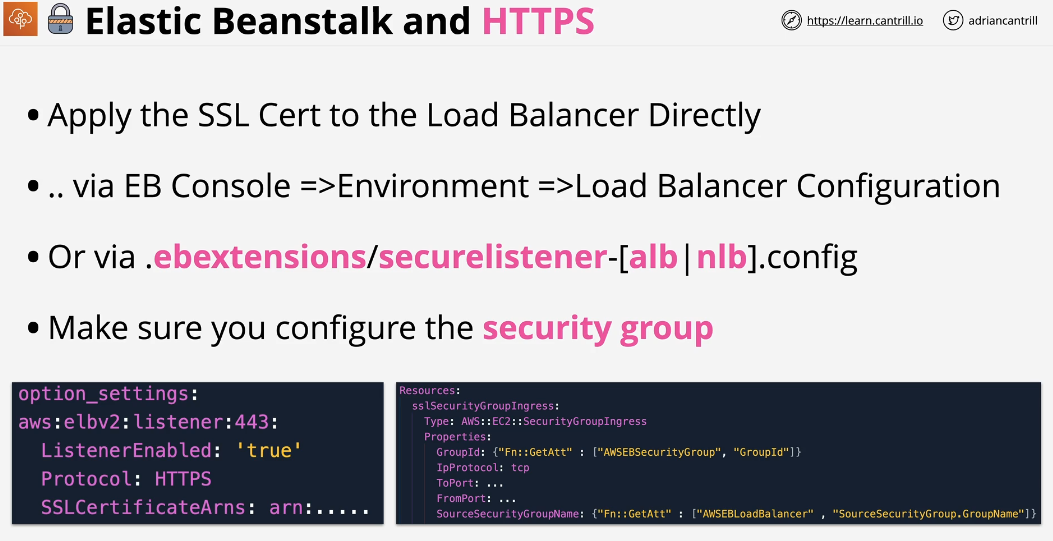 Elastic Beanstalk and HTTPS
https://learn.cantrill.io
adriancantrill
• Apply the SSL Cert to the Load Balancer Directly
• .. via EB Console =>Environment =>Load Balancer Configuration
• Or via .ebextensions/securelistener-[alb|nlb].config
• Make sure you configure the security group
option_settings:
aws:elbv2:listener:443:
ListenerEnabled: 'true'
Protocol: HTTPS
SSLCertificateArns: arn:.....
Resources:
sslSecurityGroupIngress:
Type: AWS::EC2::SecurityGroupIngress
Properties:
GroupId: {"Fn::GetAtt" : ["AWSEBSecurityGroup", "GroupId"]}
IpProtocol: tcp
ToPort: ...
FromPort: ...
SourceSecurityGroupName: {"Fn::GetAtt" : ["AWSEBLoadBalancer" , "SourceSecurityGroup.GroupName"]}